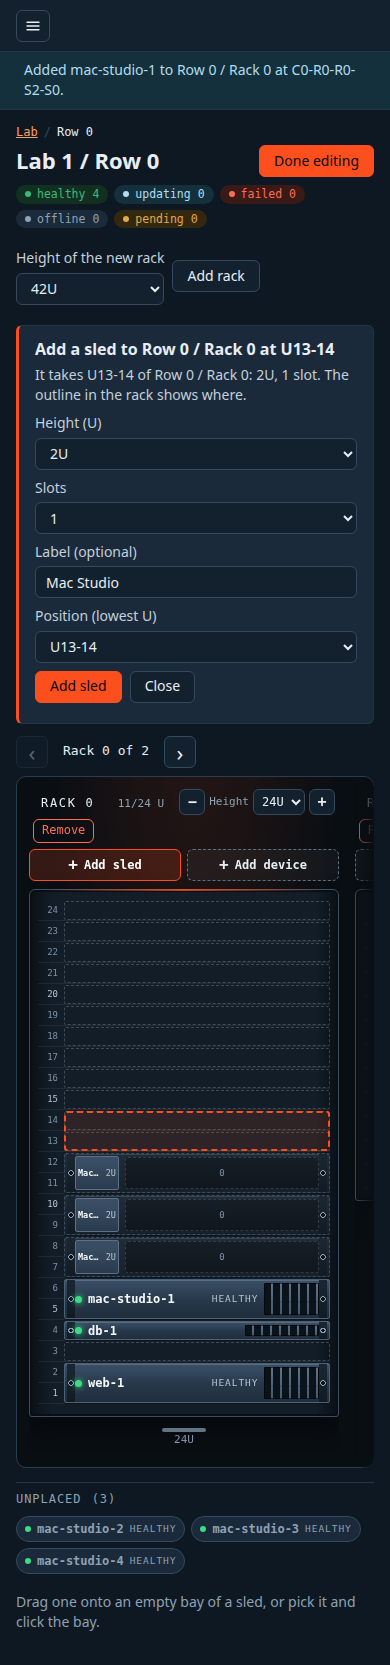 Added mac-studio-1 to Row 0 / Rack 0 at C0-R0-R0-
S2-S0.
Lab / Row 0
Lab 1 / Row 0
Done editing
healthy 4
updating 0
failed 0
offline 0
pending 0
Height of the new rack
42U
Add rack
Add a sled to Row 0 / Rack 0 at U13-14
It takes U13-14 of Row 0 / Rack 0: 2U, 1 slot. The
outline in the rack shows where.
Height (U)
2U
Slots
1
Label (optional)
Mac Studio
Position (lowest U)
U13-14
Add sled
Close
‹
Rack 0 of 2
›
RACK 0
11/24 U
−
Height
24U
+
Remove
+ Add sled
+ Add device
24
23
22
21
20
19
18
17
16
15
14
13
12
Mac… 2U
0
11
10
Mac… 2U
0
9
8
Mac… 2U
0
7
6
mac-studio-1
HEALTHY
5
4
db-1
3
2
web-1
HEALTHY
1
24U
UNPLACED (3)
mac-studio-2 HEALTHY
mac-studio-3 HEALTHY
mac-studio-4 HEALTHY
Drag one onto an empty bay of a sled, or pick it and
click the bay.